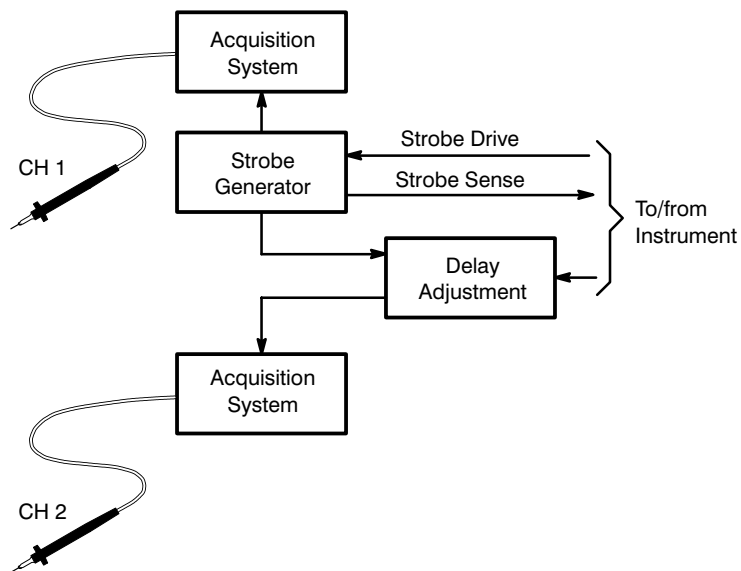 Acquisition
System
CH 1
Strobe
Generator
Strobe Drive
Strobe Sense
To/from
Instrument
Delay
Adjustment
Acquisition
System
CH 2